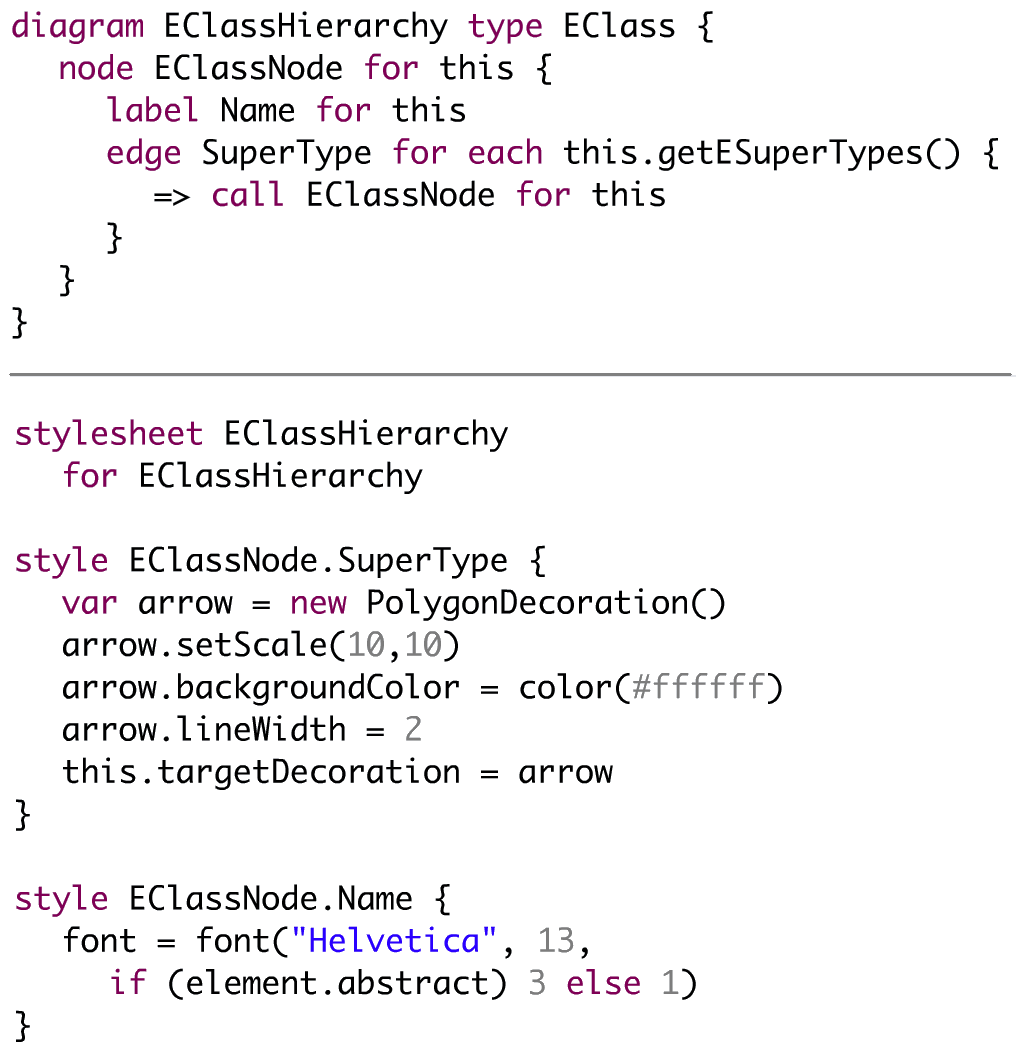 diagram EClassHierarchy type EClass {
node EClassNode for this {
label Name for this
edge SuperType for each this.getESuperTypes() {
=> call EClassNode for this
}
}
}
stylesheet EClassHierarchy
for EClassHierarchy
style EClassNode.SuperType {
var arrow = new PolygonDecoration()
arrow.setScale(10,10)
arrow.backgroundColor = color(#ffffff)
arrow.lineWidth = 2
this.targetDecoration = arrow
}
style EClassNode.Name {
font = font("Helvetica", 13,
if (element.abstract) 3 else 1)
}